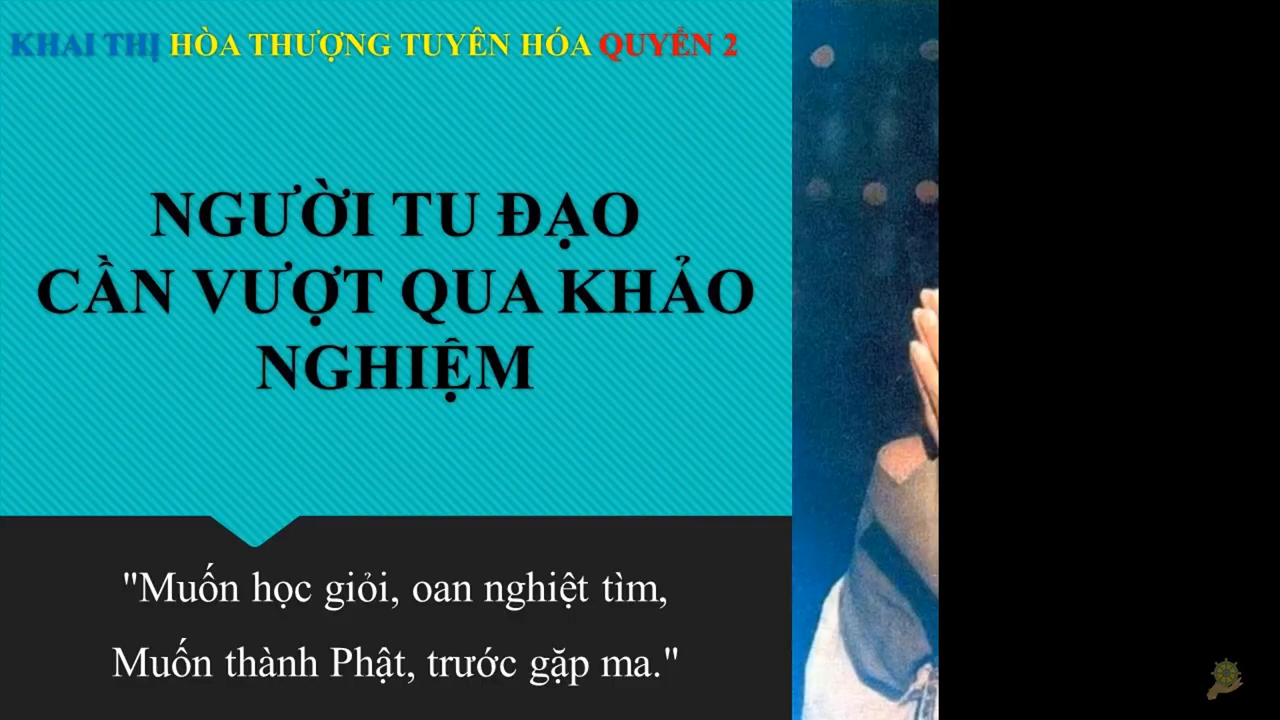 KHAI THỊ HÒA THƯỢNG TUYÊN HÓA QUYỂN 2
NGƯỜI TU ĐẠO
CẦN VƯỢT QUA KHẢO
NGHIỆM
"Muốn học giỏi, oan nghiệt tìm,
Muốn thành Phật, trước gặp ma."